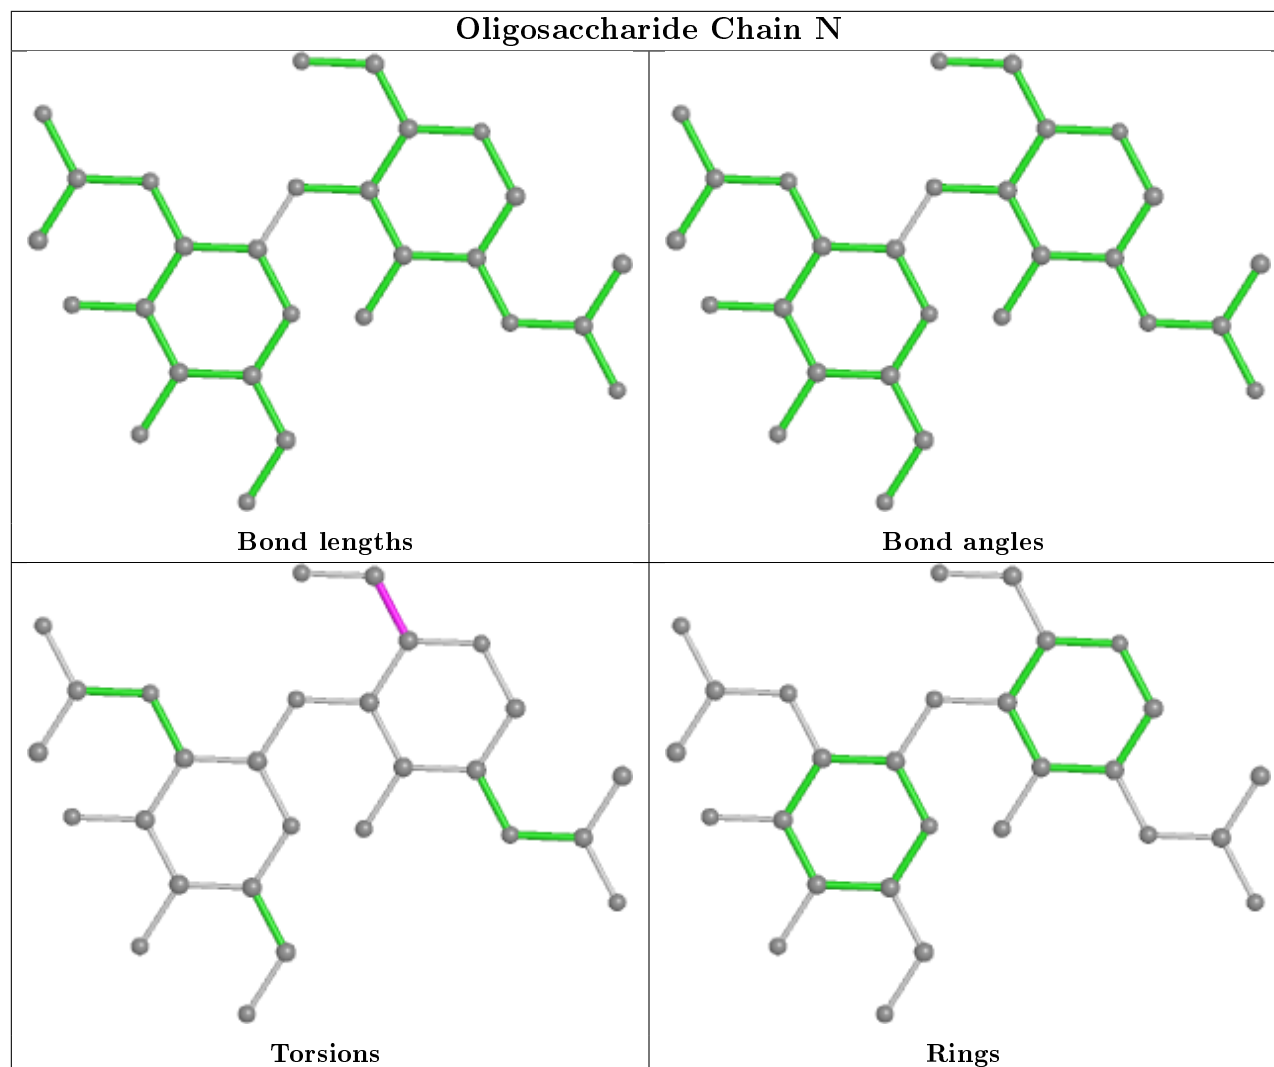 Oligosaccharide Chain N
Bond lengths
Bond angles
Torsions
Rings